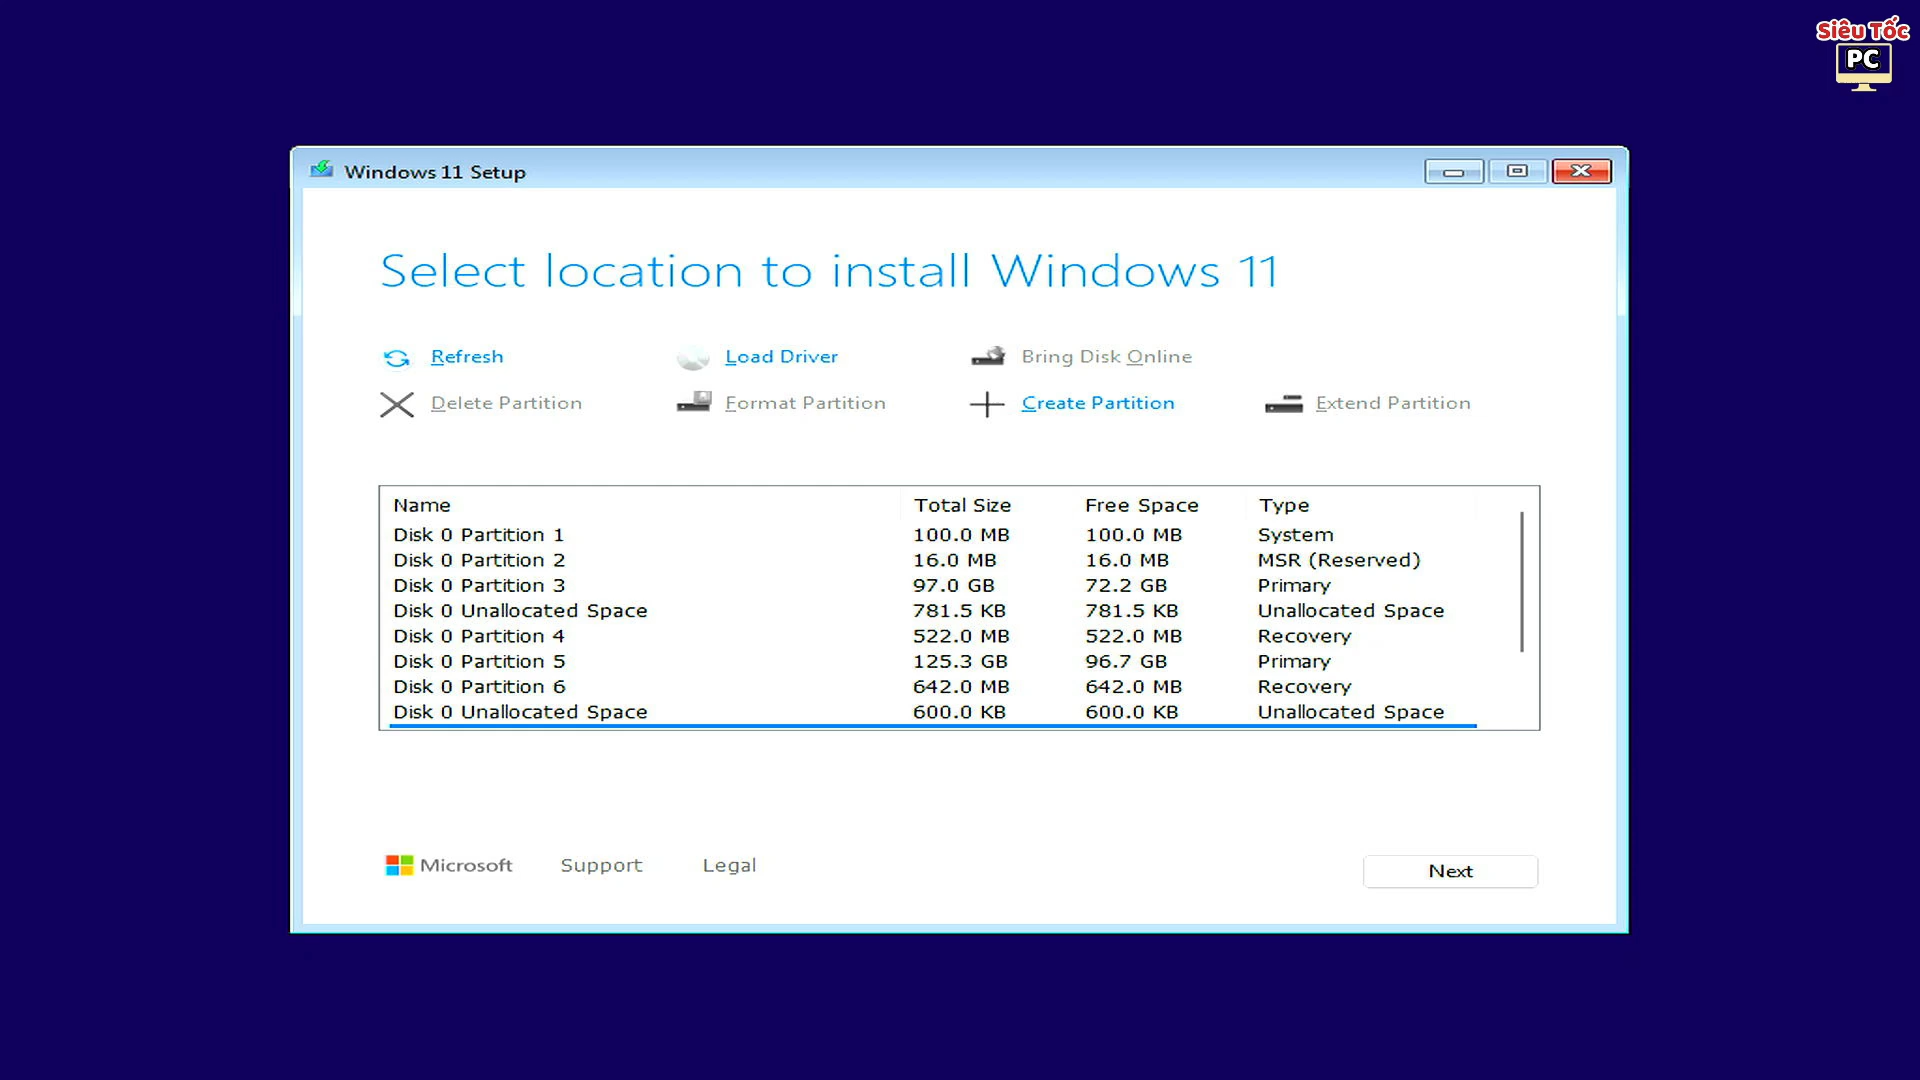 Siêu Tốc
PC
Windows 11 Setup
Select location to install Windows 11
Refresh Load Driver Bring Disk Online
Delete Partition Format Partition Create Partition Extend Partition
Name Total Size Free Space Type
Disk 0 Partition 1 100.0 MB 100.0 MB System
Disk 0 Partition 2 16.0 MB 16.0 MB MSR (Reserved)
Disk 0 Partition 3 97.0 GB 72.2 GB Primary
Disk 0 Unallocated Space 781.5 KB 781.5 KB Unallocated Space
Disk 0 Partition 4 522.0 MB 522.0 MB Recovery
Disk 0 Partition 5 125.3 GB 96.7 GB Primary
Disk 0 Partition 6 642.0 MB 642.0 MB Recovery
Disk 0 Unallocated Space 600.0 KB 600.0 KB Unallocated Space
Microsoft Support Legal Next